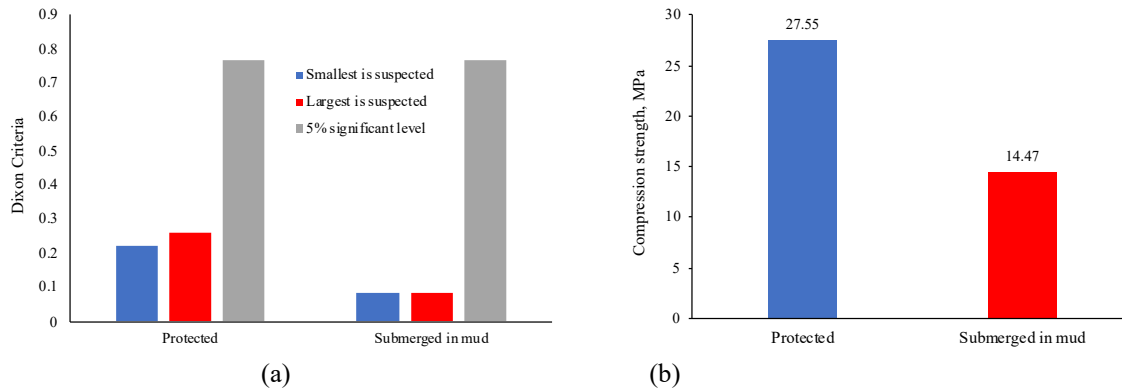 Dixon Criteria
0.9
0.8
0.7
0.6
0.5
0.4
0.3
0.2
0.1
0
Smallest is suspected
Largest is suspected
5% significant level
Protected
Submerged in mud
(a)
Compression strength, MPa
30
25
20
15
10
5
0
27.55
14.47
Protected
Submerged in mud
(b)